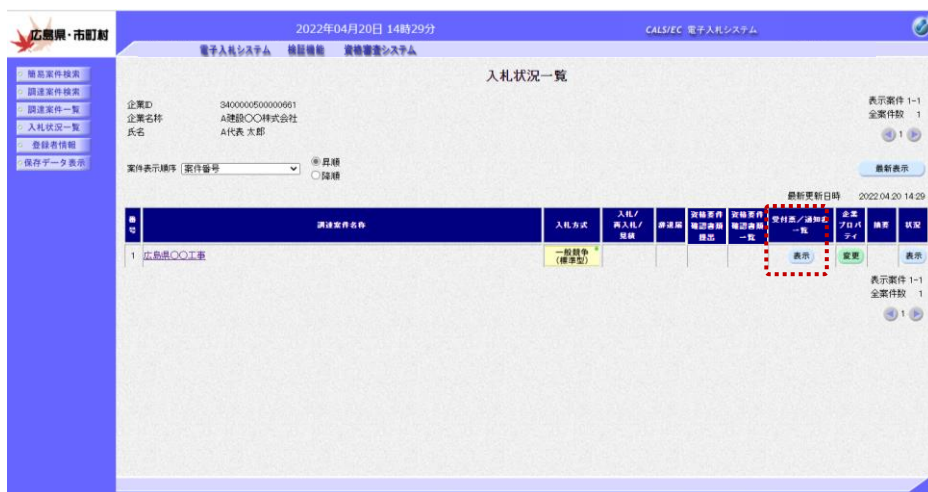 広島県・市町村
2022年04月20日 14時29分
CALS/EC 電子入札システム
電子入札システム 検証機能 資格審査システム
簡易案件検索
調達案件検索
調達案件一覧
入札状況一覧
登録者情報
保存データ表示
入札状況一覧
企業ID 3400000500000661
企業名称 A建設〇〇株式会社
氏名 A代表 太郎
表示案件 1-1
全案件数 1
1
案件表示順序 案件番号
昇順
降順
最新表示
最新更新日時 2022.04.20 14:29
番号 調達案件名称 入札方式 入札/再入札/見積 辞退届 資格要件確認書類提出 資格要件確認書類一覧 受付票/通知書一覧 企業プロパティ 摘要 状況
1 広島県〇〇工事 一般競争(標準型) 表示 変更 表示
表示案件 1-1
全案件数 1
1